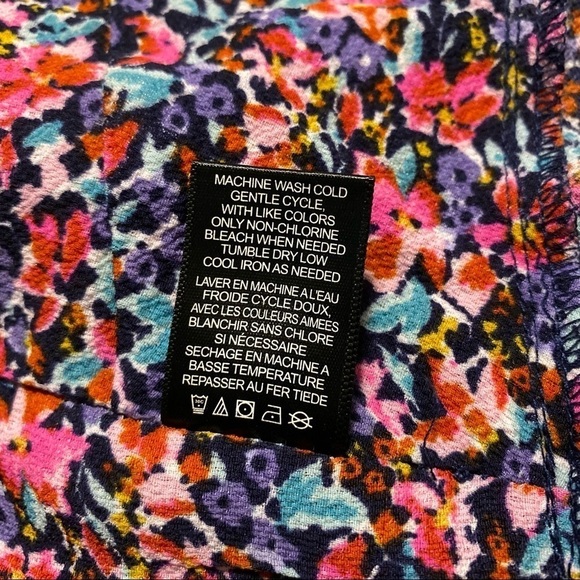 MACHINE WASH COLD
GENTLE CYCLE,
WITH LIKE COLORS
ONLY NON-CHLORINE
BLEACH WHEN NEEDED
TUMBLE DRY LOW
COOL IRON AS NEEDED
LAVER EN MACHINE A L'EAU
FROIDE CYCLE DOUX,
AVEC LES COULEURS AIMEES
BLANCHIR SANS CHLORE
SI NÉCESSAIRE
SECHAGE EN MACHINE A
BASSE TEMPERATURE
REPASSER AU FER TIEDE